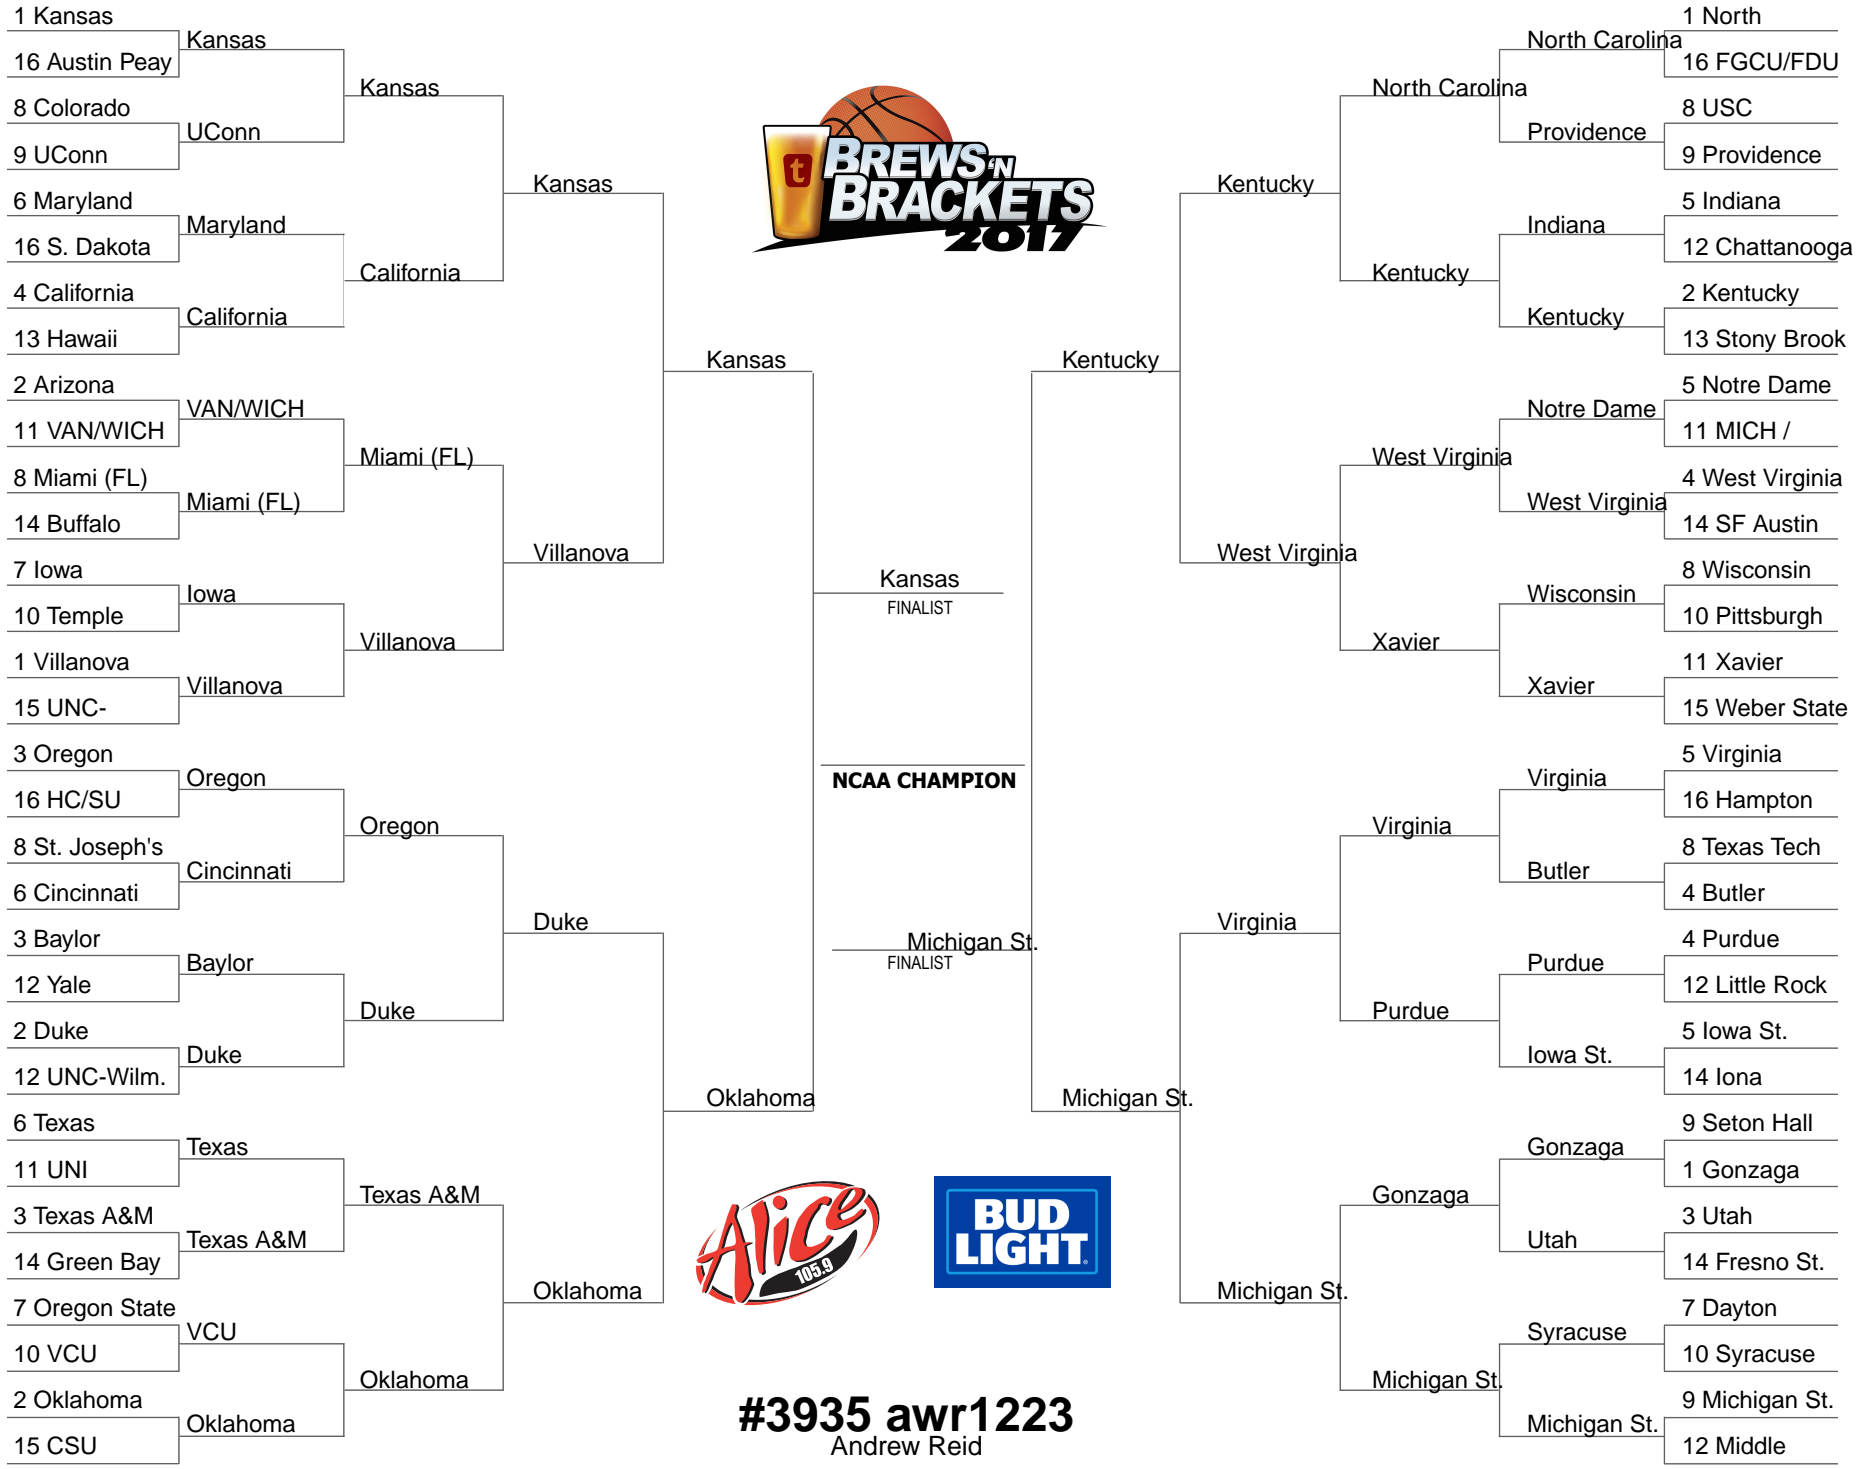 1 Kansas
16 Austin Peay
8 Colorado
9 UConn
6 Maryland
16 S. Dakota
4 California
13 Hawaii
2 Arizona
11 VAN/WICH
8 Miami (FL)
14 Buffalo
7 Iowa
10 Temple
1 Villanova
15 UNC-
3 Oregon
16 HC/SU
8 St. Joseph's
6 Cincinnati
3 Baylor
12 Yale
2 Duke
12 UNC-Wilm.
6 Texas
11 UNI
3 Texas A&M
14 Green Bay
7 Oregon State
10 VCU
2 Oklahoma
15 CSU
Kansas
UConn
Maryland
California
VAN/WICH
Miami (FL)
Iowa
Villanova
Oregon
Cincinnati
Baylor
Duke
Texas
Texas A&M
VCU
Oklahoma
Kansas
California
Miami (FL)
Villanova
Oregon
Duke
Texas A&M
Oklahoma
Kansas
Villanova
Duke
Oklahoma
Kansas
Oklahoma
t
BREWS 'N
BRACKETS
2017
Kansas
FINALIST
NCAA CHAMPION
Michigan St.
FINALIST
Alice
105.9
BUD
LIGHT
#3935 awr1223
Andrew Reid
Kentucky
Michigan St.
Kentucky
West Virginia
Virginia
Michigan St.
North Carolina
Kentucky
West Virginia
Xavier
Virginia
Purdue
Gonzaga
Michigan St.
North Carolina
Providence
Indiana
Kentucky
Notre Dame
West Virginia
Wisconsin
Xavier
Virginia
Butler
Purdue
Iowa St.
Gonzaga
Utah
Syracuse
Michigan St.
1 North
16 FGCU/FDU
8 USC
9 Providence
5 Indiana
12 Chattanooga
2 Kentucky
13 Stony Brook
5 Notre Dame
11 MICH /
4 West Virginia
14 SF Austin
8 Wisconsin
10 Pittsburgh
11 Xavier
15 Weber State
5 Virginia
16 Hampton
8 Texas Tech
4 Butler
4 Purdue
12 Little Rock
5 Iowa St.
14 Iona
9 Seton Hall
1 Gonzaga
3 Utah
14 Fresno St.
7 Dayton
10 Syracuse
9 Michigan St.
12 Middle